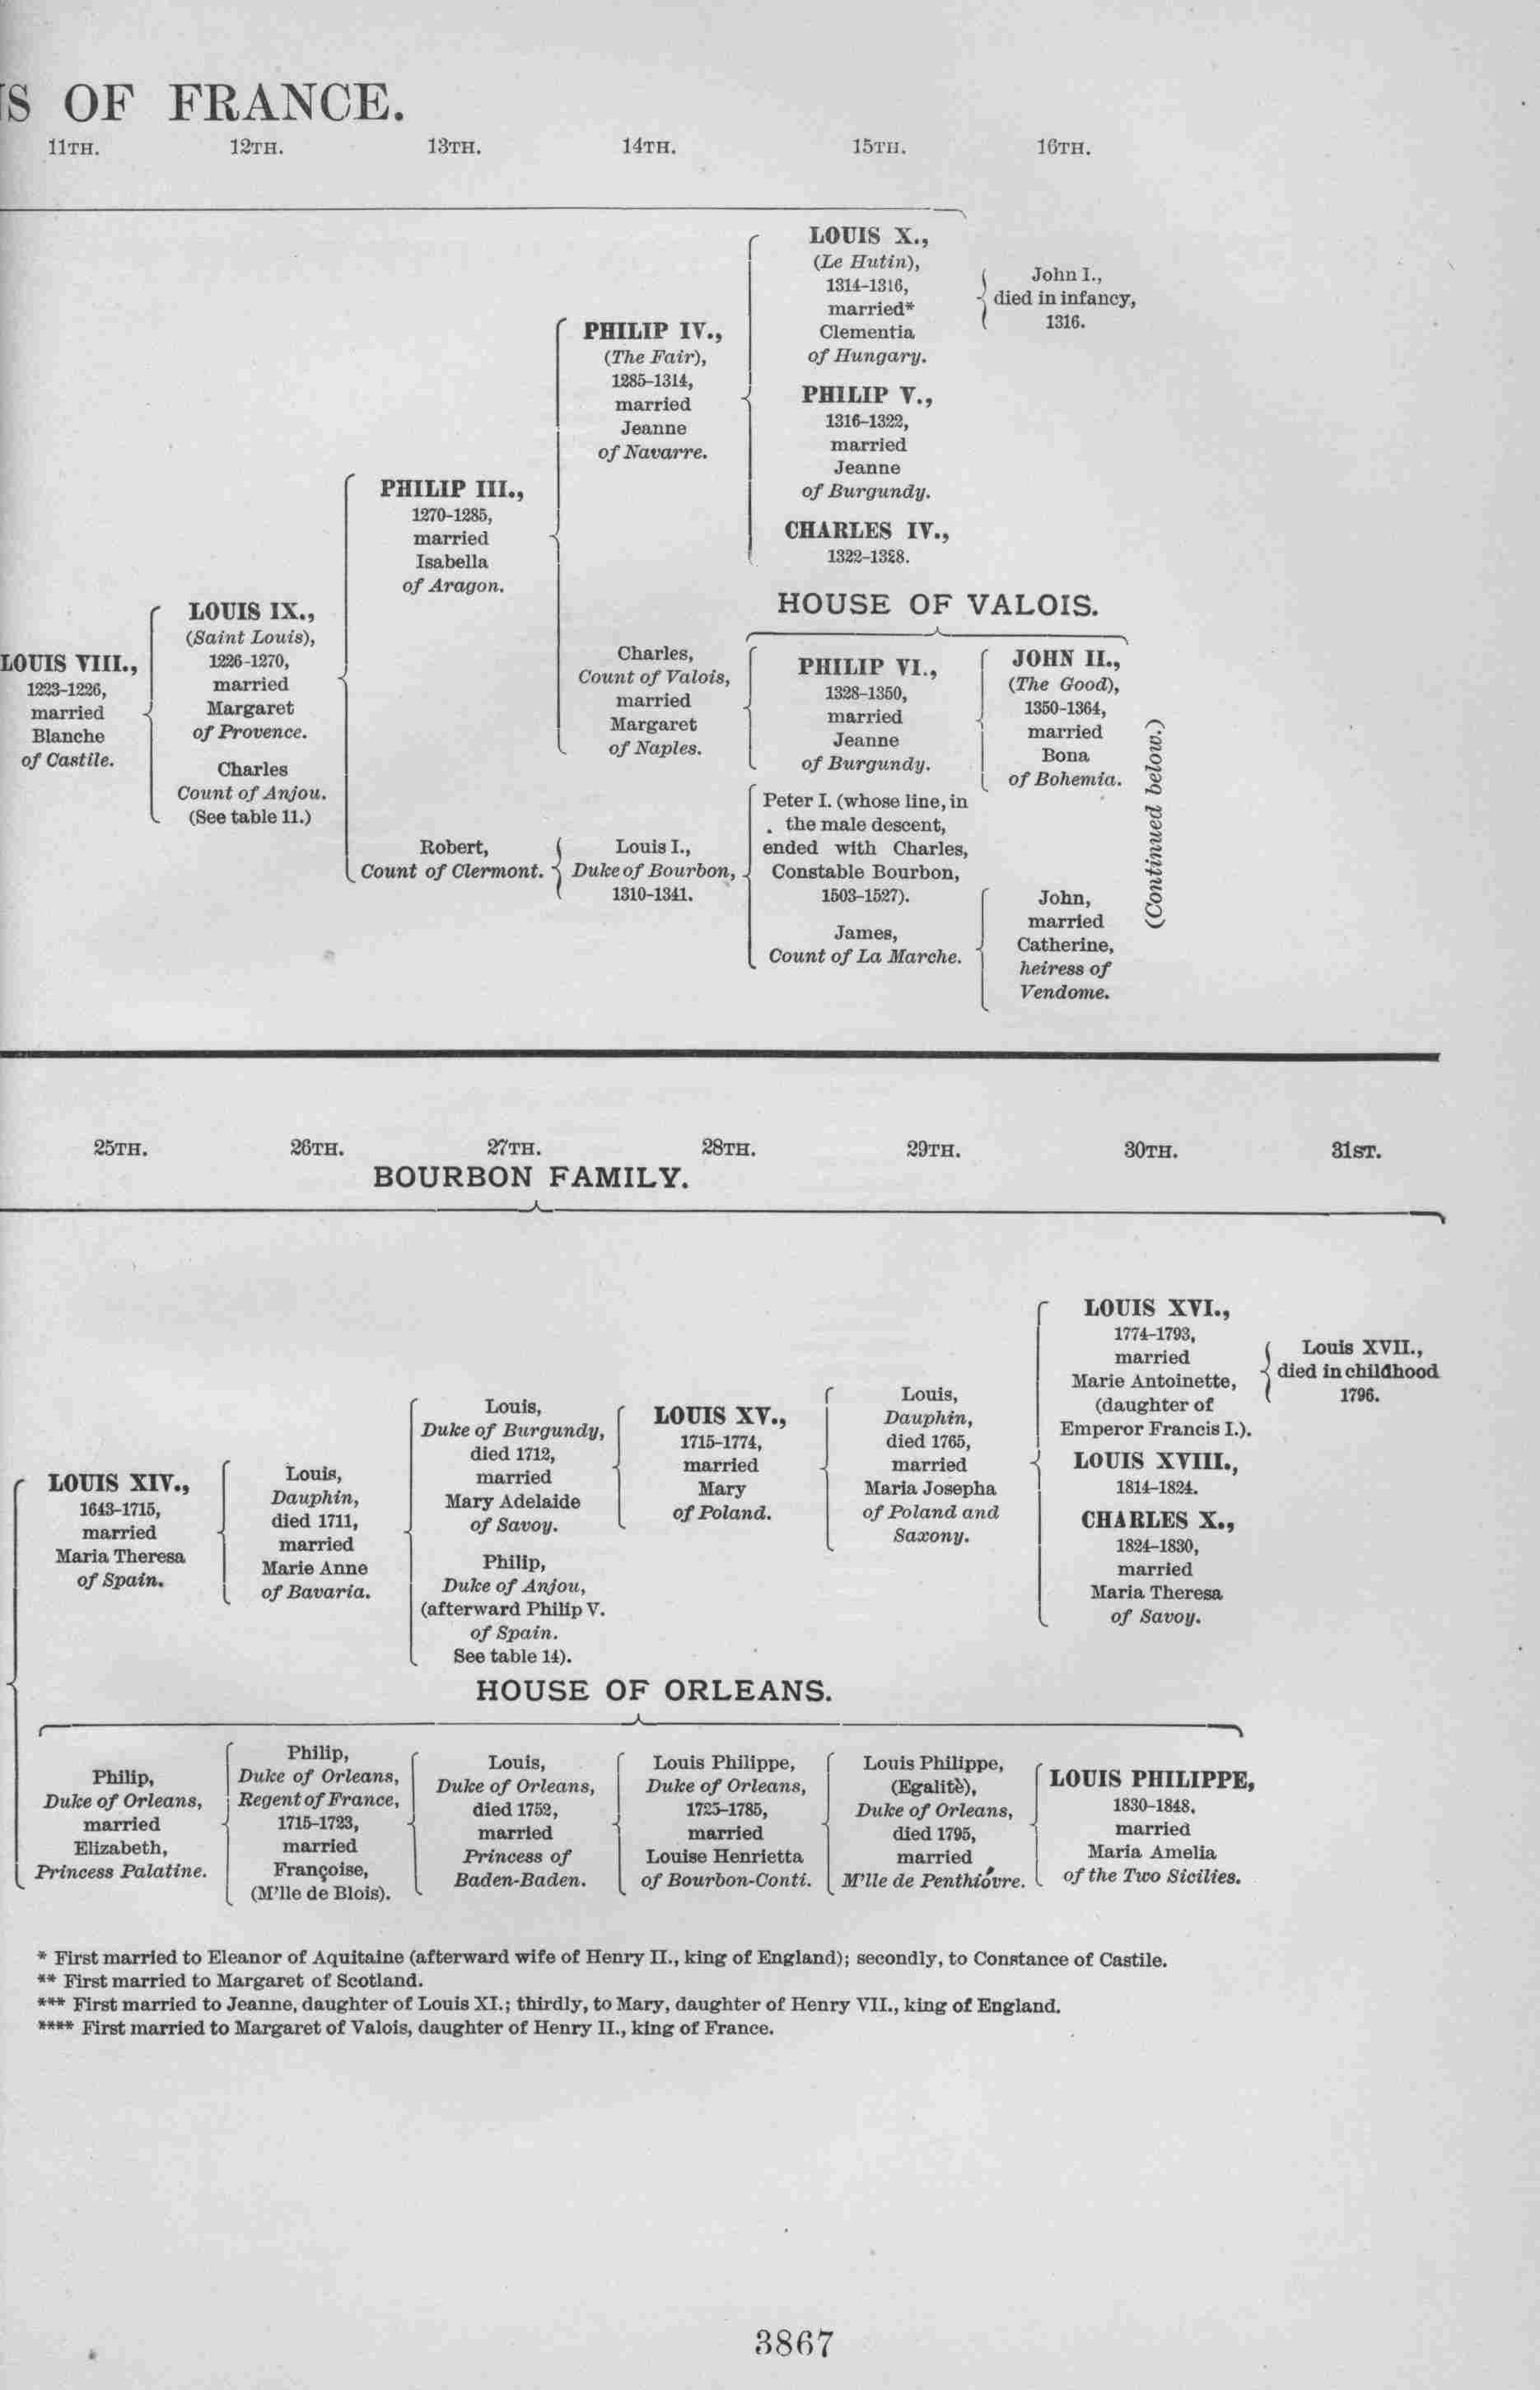 S OF FRANCE.
11TH. 12TH. 13TH. 14TH. 15TH. 16TH.
LOUIS VIII.,
1223-1226,
married
Blanche
of Castile.
LOUIS IX.,
(Saint Louis),
1226-1270,
married
Margaret
of Provence.
Charles
Count of Anjou.
(See table 11.)
PHILIP III.,
1270-1285,
married
Isabella
of Aragon.
Robert,
Count of Clermont.
PHILIP IV.,
(The Fair),
1285-1314,
married
Jeanne
of Navarre.
Charles,
Count of Valois,
married
Margaret
of Naples.
Louis I.,
Duke of Bourbon,
1310-1341.
LOUIS X.,
(Le Hutin),
1314-1316,
married*
Clementia
of Hungary.
PHILIP V.,
1316-1322,
married
Jeanne
of Burgundy.
CHARLES IV.,
1322-1328.
John I.,
died in infancy,
1316.
HOUSE OF VALOIS.
PHILIP VI.,
1328-1350,
married
Jeanne
of Burgundy.
Peter I. (whose line, in
the male descent,
ended with Charles,
Constable Bourbon,
1503-1527).
James,
Count of La Marche.
JOHN II.,
(The Good),
1350-1364,
married
Bona
of Bohemia.
John,
married
Catherine,
heiress of
Vendome.
(Continued below.)
25TH. 26TH. 27TH. 28TH. 29TH. 30TH. 31ST.
BOURBON FAMILY.
LOUIS XIV.,
1643-1715,
married
Maria Theresa
of Spain.
Louis,
Dauphin,
died 1711,
married
Marie Anne
of Bavaria.
Louis,
Duke of Burgundy,
died 1712,
married
Mary Adelaide
of Savoy.
Philip,
Duke of Anjou,
(afterward Philip V.
of Spain.
See table 14).
LOUIS XV.,
1715-1774,
married
Mary
of Poland.
Louis,
Dauphin,
died 1765,
married
Maria Josepha
of Poland and
Saxony.
LOUIS XVI.,
1774-1793,
married
Marie Antoinette,
(daughter of
Emperor Francis I.).
LOUIS XVIII.,
1814-1824.
CHARLES X.,
1824-1830,
married
Maria Theresa
of Savoy.
Louis XVII.,
died in childhood
1796.
HOUSE OF ORLEANS.
Philip,
Duke of Orleans,
married
Elizabeth,
Princess Palatine.
Philip,
Duke of Orleans,
Regent of France,
1715-1723,
married
Françoise,
(M'lle de Blois).
Louis,
Duke of Orleans,
died 1752,
married
Princess of
Baden-Baden.
Louis Philippe,
Duke of Orleans,
1725-1785,
married
Louise Henrietta
of Bourbon-Conti.
Louis Philippe,
(Egalitè),
Duke of Orleans,
died 1795,
married
M'lle de Penthióvre.
LOUIS PHILIPPE,
1830-1848,
married
Maria Amelia
of the Two Sicilies.
* First married to Eleanor of Aquitaine (afterward wife of Henry II., king of England); secondly, to Constance of Castile.
** First married to Margaret of Scotland.
*** First married to Jeanne, daughter of Louis XI.; thirdly, to Mary, daughter of Henry VII., king of England.
**** First married to Margaret of Valois, daughter of Henry II., king of France.
3867